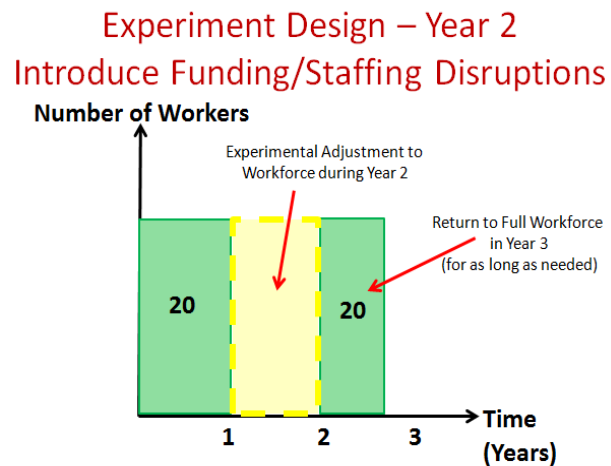 Experiment Design – Year 2
Introduce Funding/Staffing Disruptions
Number of Workers
Experimental Adjustment to
Workforce during Year 2
Return to Full Workforce
in Year 3
(for as long as needed)
20
20
1 2 3
Time
(Years)